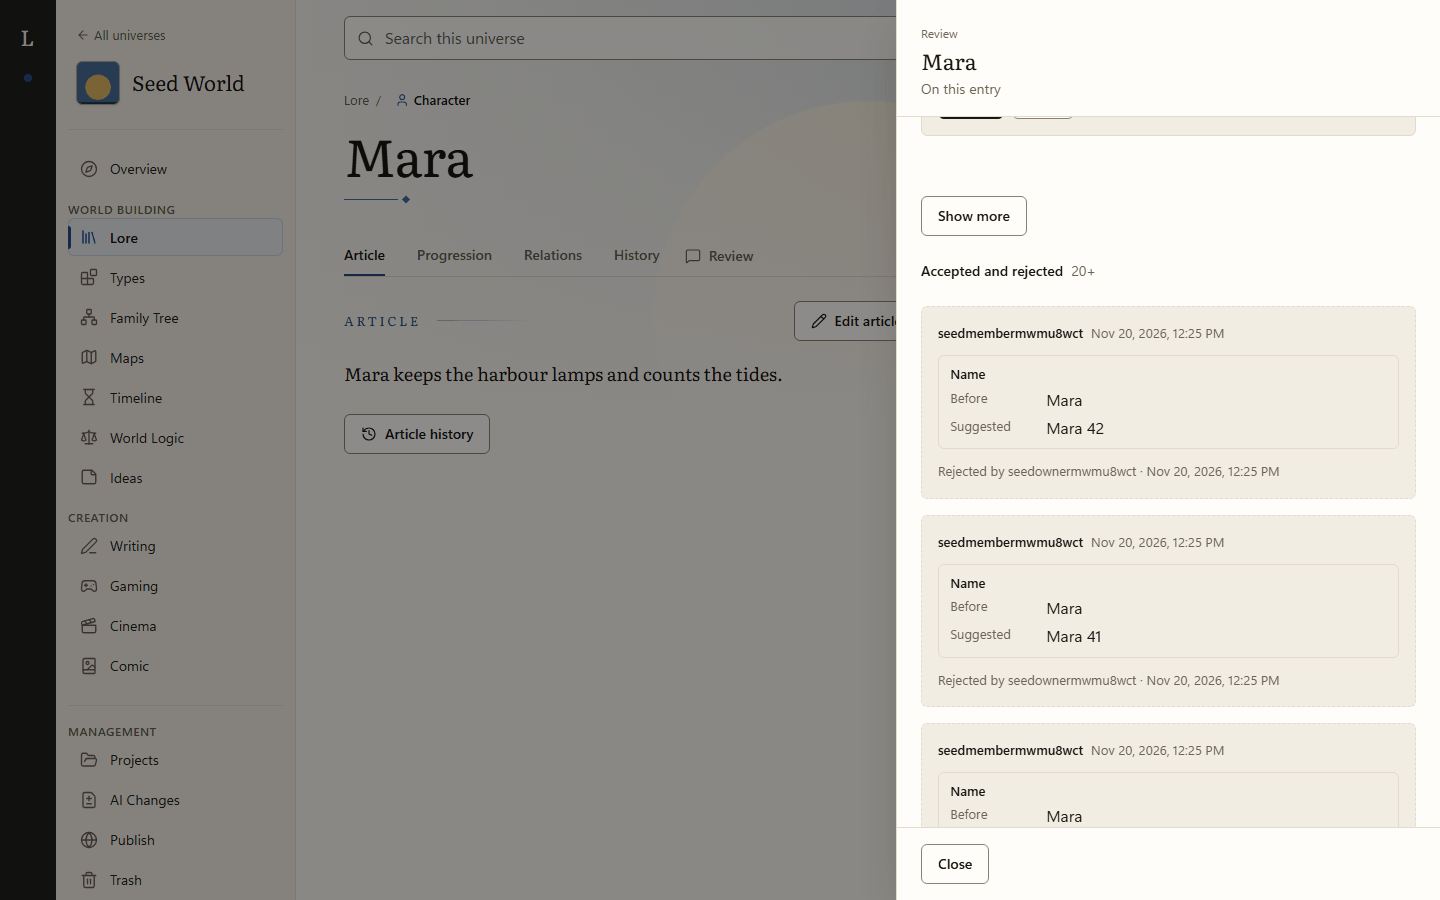 L
All universes
Seed World
Overview
WORLD BUILDING
Lore
Types
Family Tree
Maps
Timeline
World Logic
Ideas
CREATION
Writing
Gaming
Cinema
Comic
MANAGEMENT
Projects
AI Changes
Publish
Trash
Search this universe
Lore / Character
Mara
Article Progression Relations History Review
ARTICLE
Edit article
Mara keeps the harbour lamps and counts the tides.
Article history
Review
Mara
On this entry
Show more
Accepted and rejected 20+
seedmembermwmu8wct Nov 20, 2026, 12:25 PM
Name
Before Mara
Suggested Mara 42
Rejected by seedownermwmu8wct · Nov 20, 2026, 12:25 PM
seedmembermwmu8wct Nov 20, 2026, 12:25 PM
Name
Before Mara
Suggested Mara 41
Rejected by seedownermwmu8wct · Nov 20, 2026, 12:25 PM
seedmembermwmu8wct Nov 20, 2026, 12:25 PM
Name
Before Mara
Close